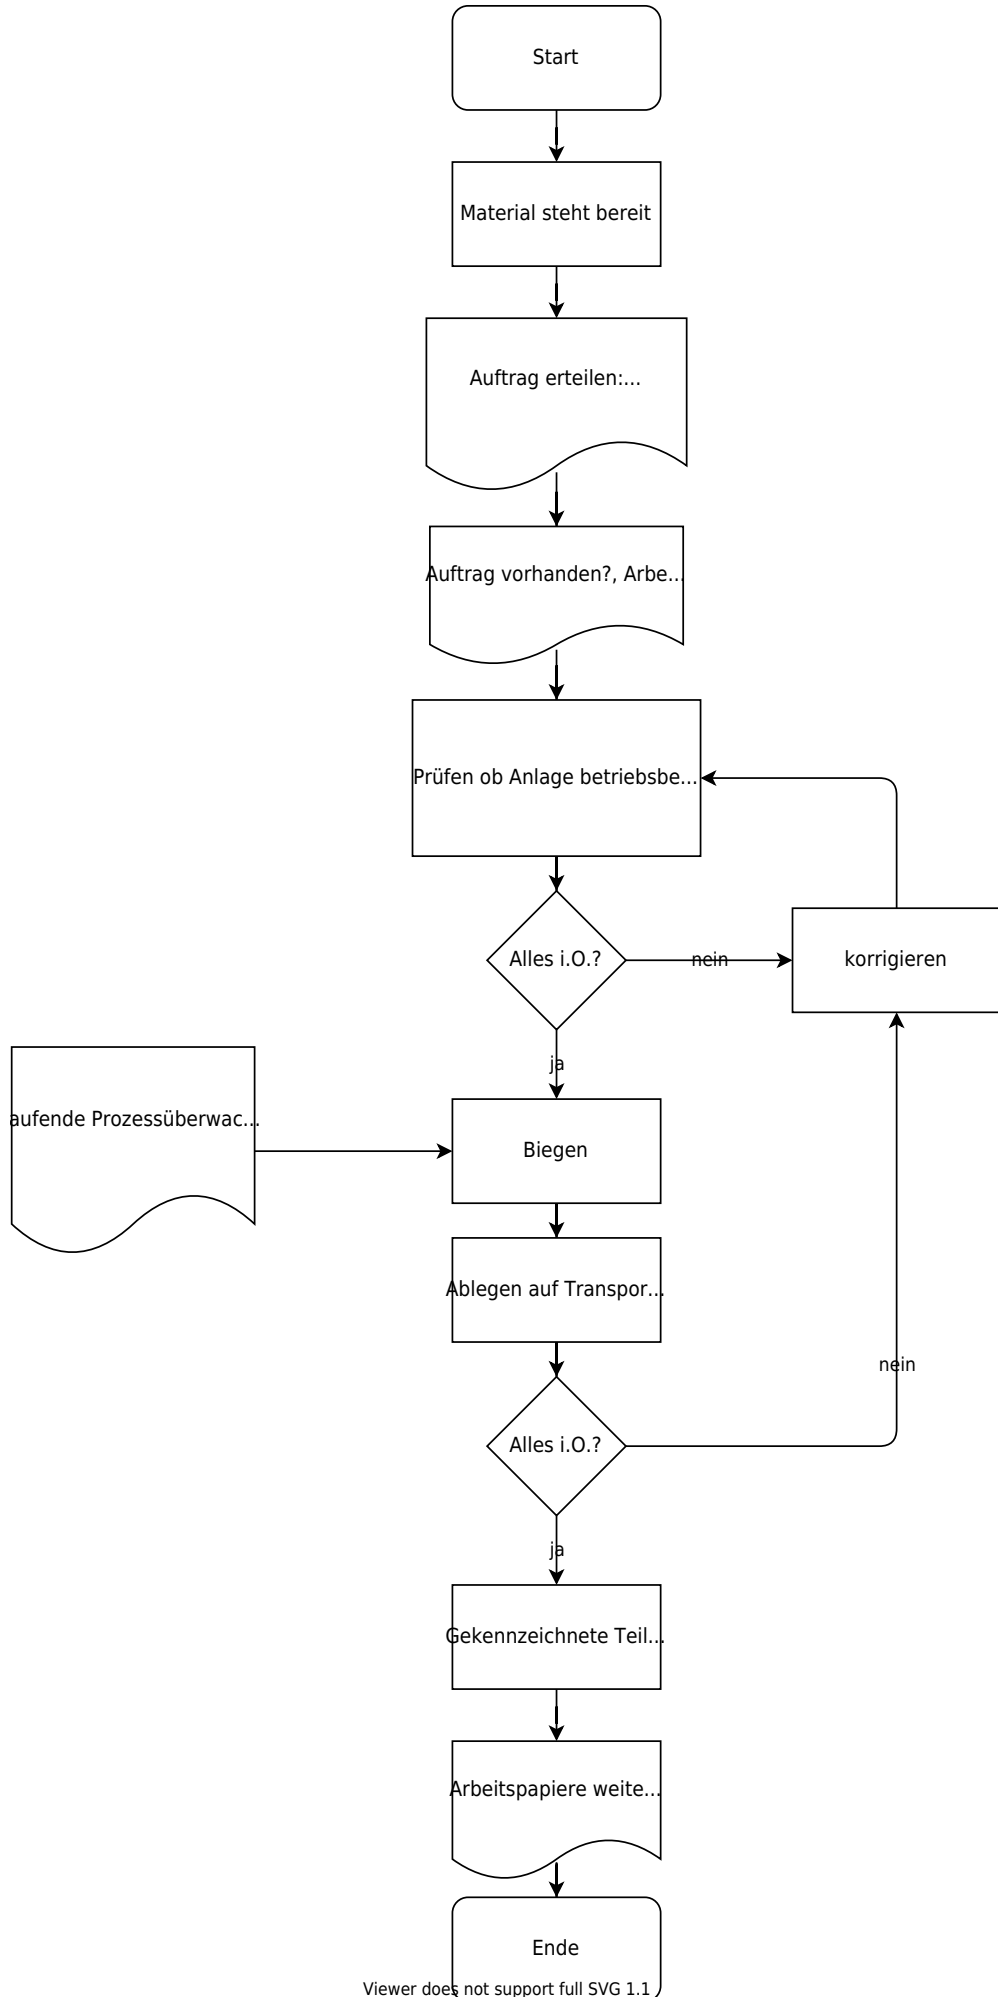 Start
Material steht bereit
Auftrag erteilen:...
Auftrag vorhanden?, Arbe...
Prüfen ob Anlage betriebsbe...
Alles i.O.?
nein
korrigieren
ja
aufende Prozessüberwac...
Biegen
Ablegen auf Transpor...
nein
Alles i.O.?
ja
Gekennzeichnete Teil...
Arbeitspapiere weite...
Ende
Viewer does not support full SVG 1.1